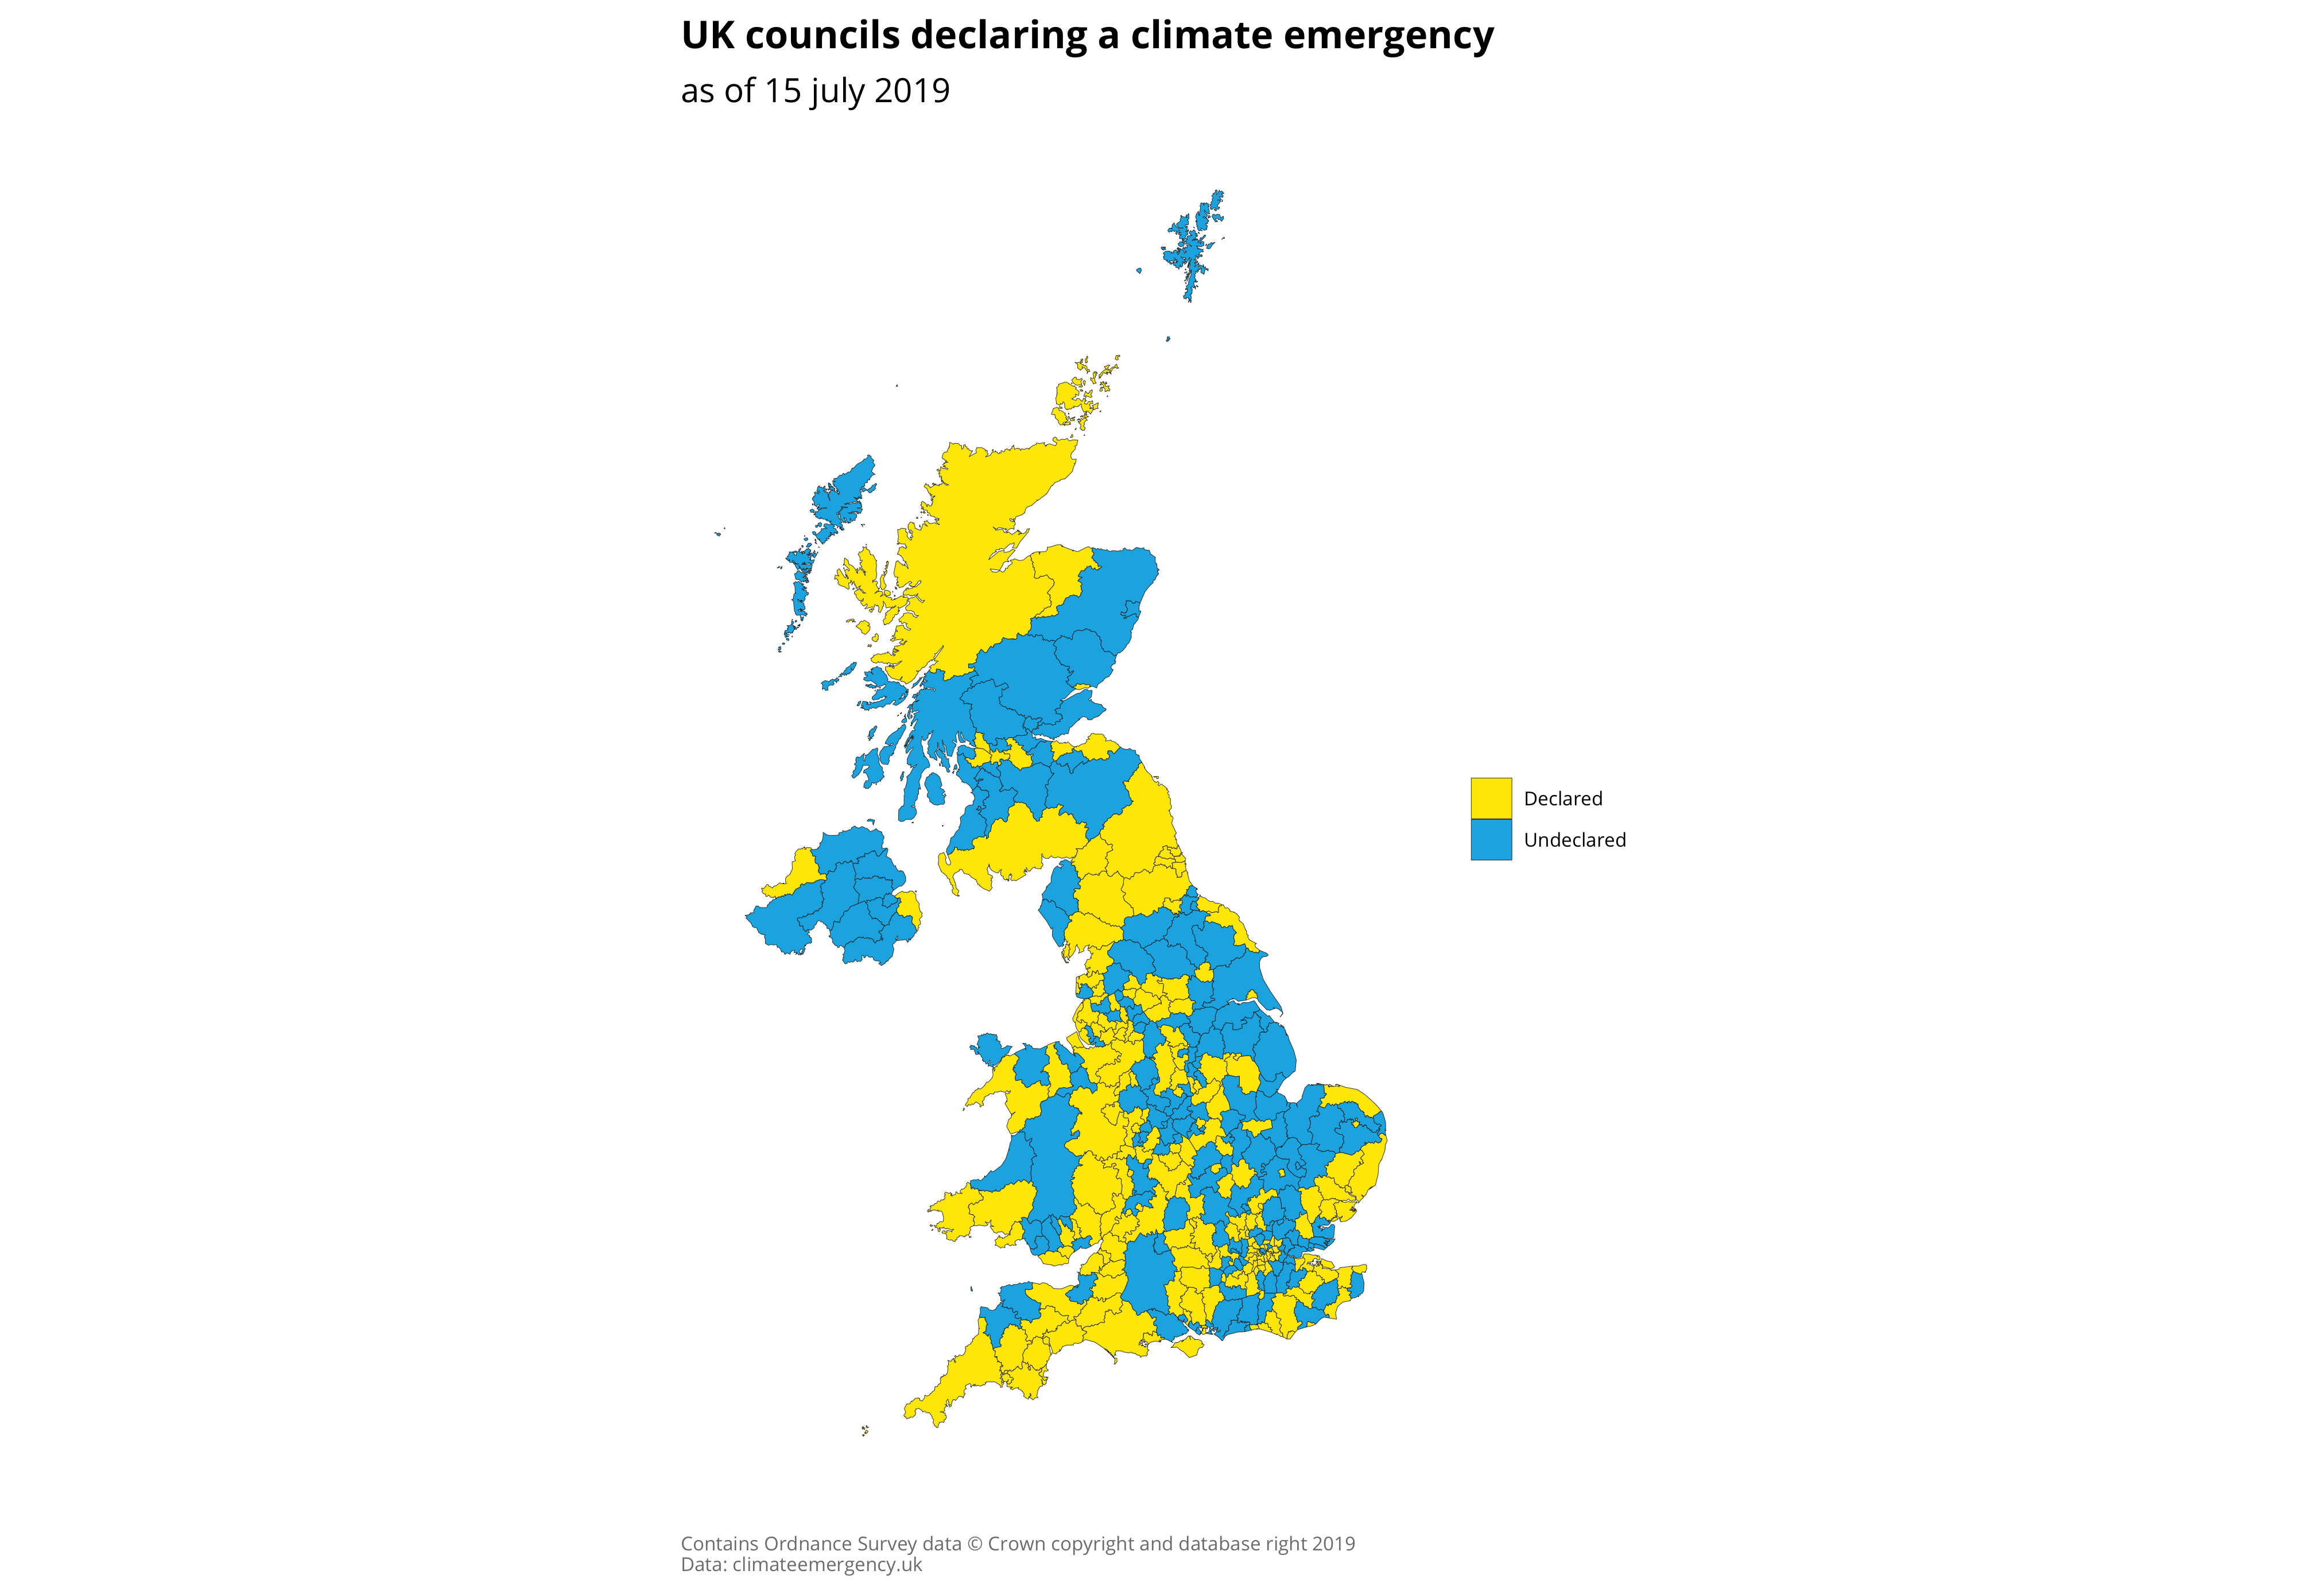 UK councils declaring a climate emergency
as of 15 july 2019
Declared
Undeclared
Contains Ordnance Survey data © Crown copyright and database right 2019
Data: climateemergency.uk